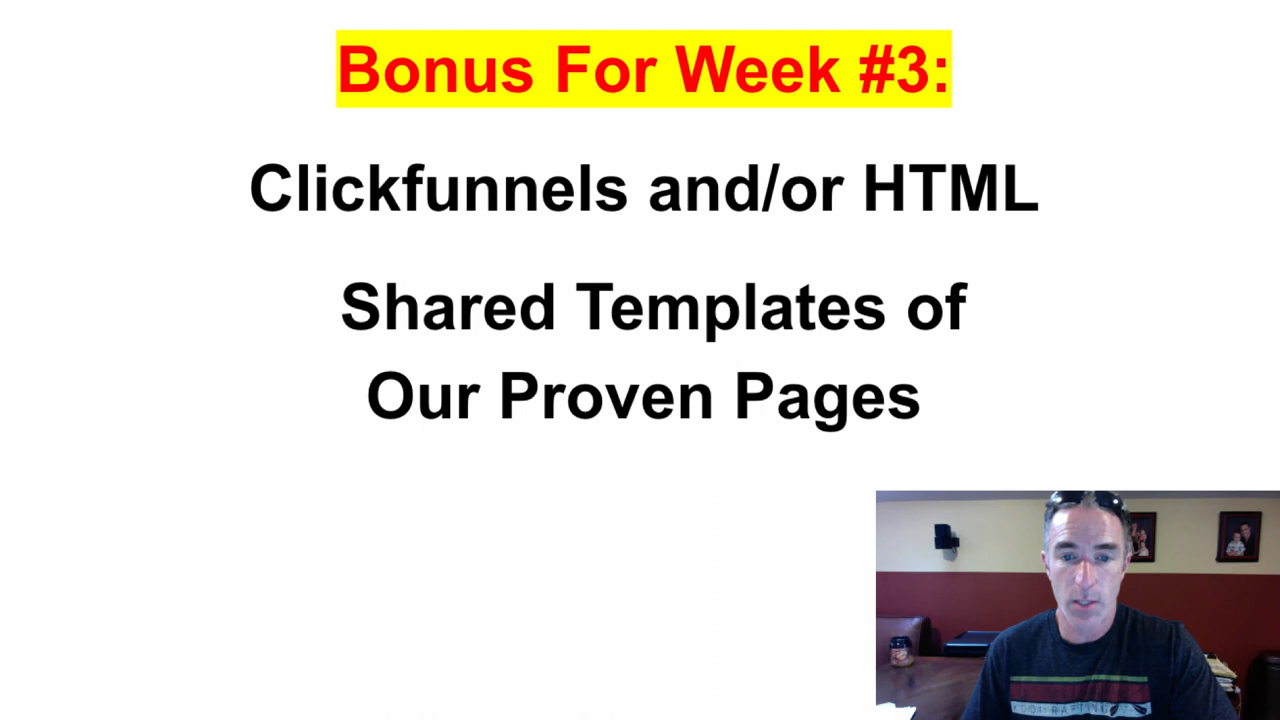 Bonus For Week #3:
Clickfunnels and/or HTML
Shared Templates of
Our Proven Pages